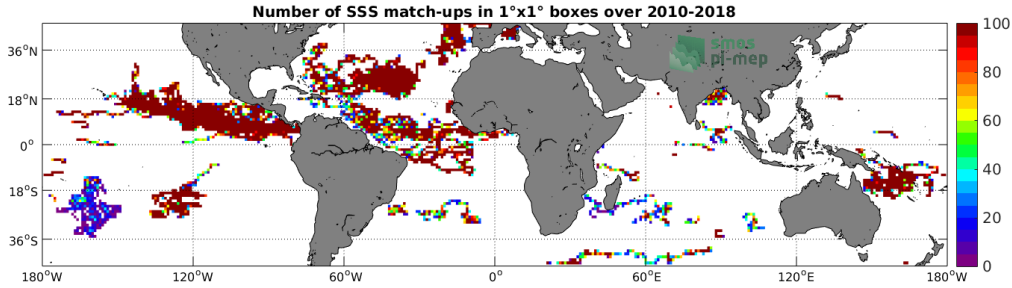 Number of SSS match-ups in 1°x1° boxes over 2010-2018
smos
pi-mep
36°N
18°N
0°
18°S
36°S
180°W 120°W 60°W 0° 60°E 120°E 180°W
100
80
60
40
20
0